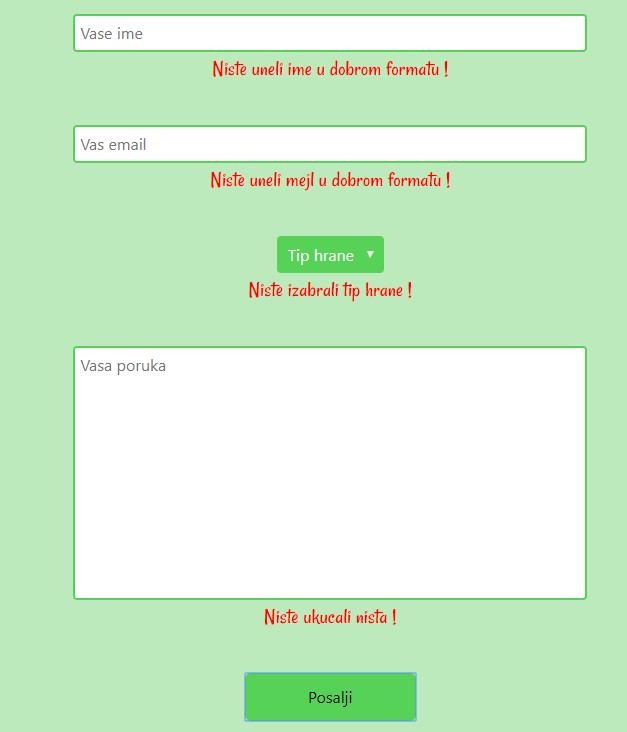 Vase ime
Niste uneli ime u dobrom formatu !
Vas email
Niste uneli mejl u dobrom formatu !
Tip hrane
Niste izabrali tip hrane !
Vasa poruka
Niste ukucali nista !
Posalji